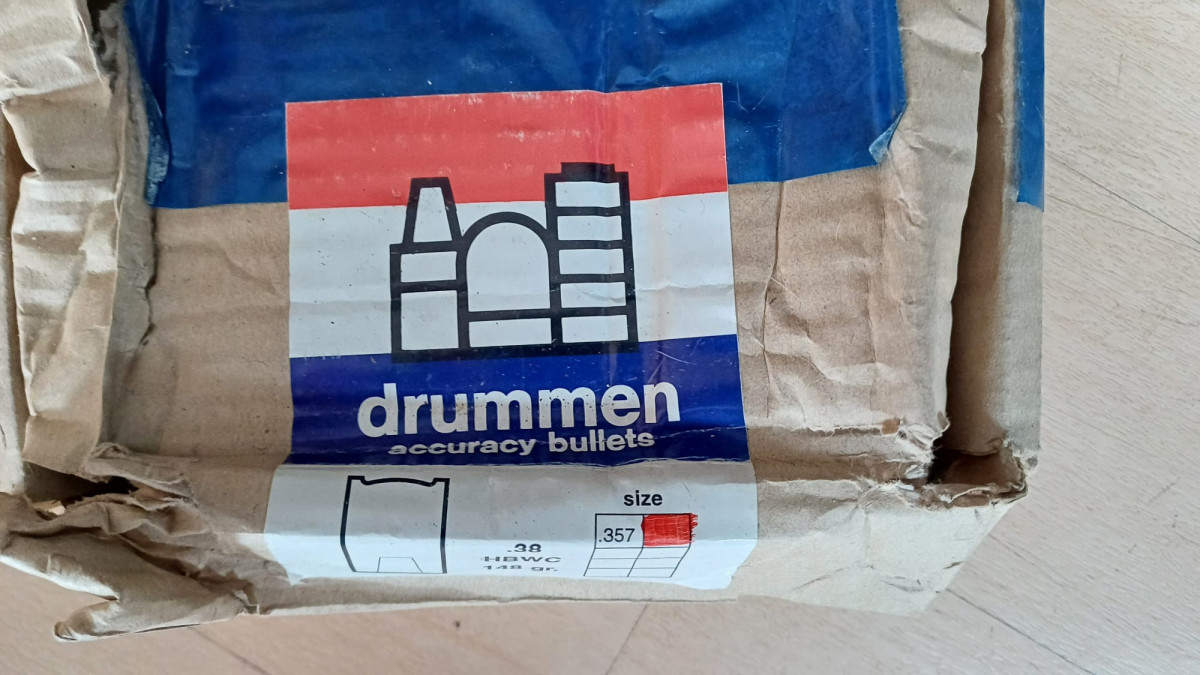 drummen
accuracy bullets
size
.357
.38
HBWC
148 gr.